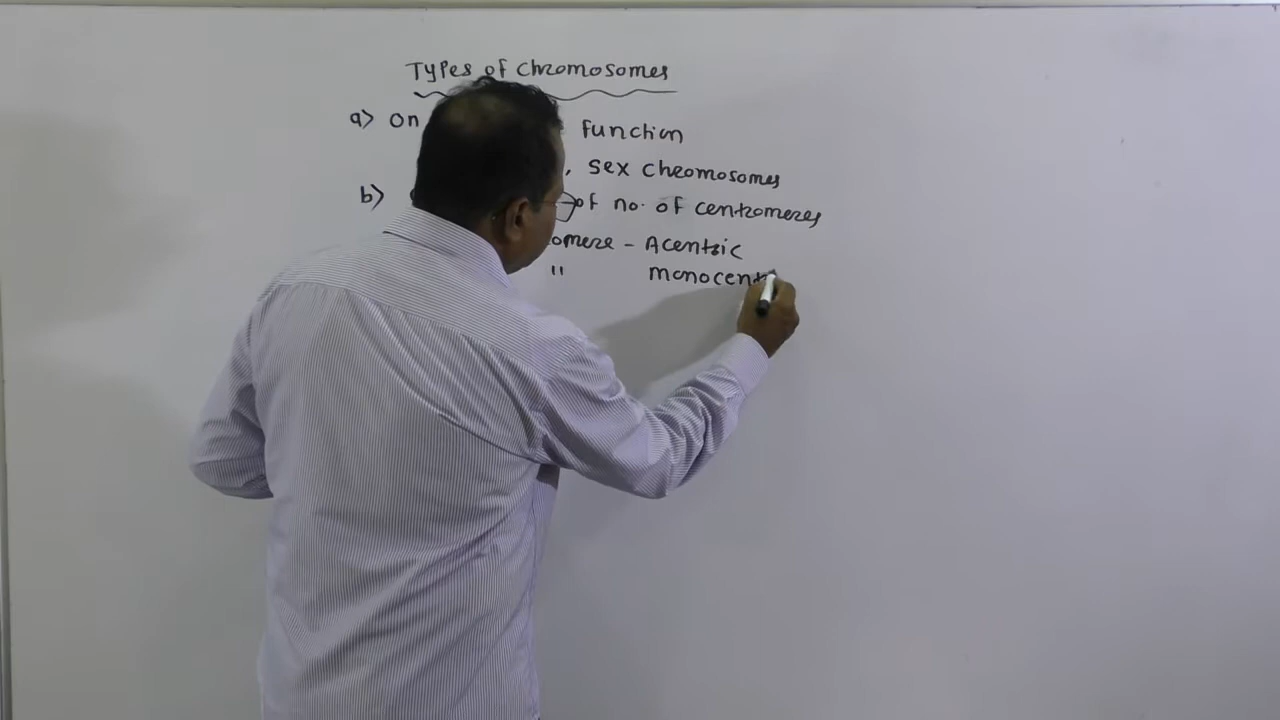 Types of chromosomes
a) on function
, sex chromosomes
b) of no. of centromeres
omere - Acentric
" monocent